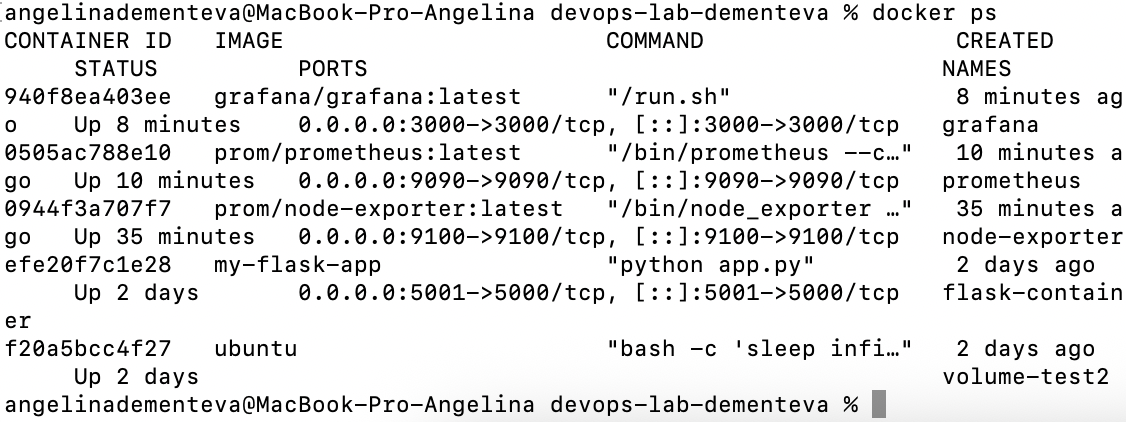 angelinadementeva@MacBook-Pro-Angelina devops-lab-dementeva % docker ps
CONTAINER ID   IMAGE                       COMMAND                  CREATED
     STATUS          PORTS                                         NAMES
940f8ea403ee   grafana/grafana:latest      "/run.sh"                8 minutes ag
o    Up 8 minutes    0.0.0.0:3000->3000/tcp, [::]:3000->3000/tcp   grafana
0505ac788e10   prom/prometheus:latest      "/bin/prometheus --c…"   10 minutes a
go   Up 10 minutes   0.0.0.0:9090->9090/tcp, [::]:9090->9090/tcp   prometheus
0944f3a707f7   prom/node-exporter:latest   "/bin/node_exporter …"   35 minutes a
go   Up 35 minutes   0.0.0.0:9100->9100/tcp, [::]:9100->9100/tcp   node-exporter
efe20f7c1e28   my-flask-app                "python app.py"          2 days ago
     Up 2 days       0.0.0.0:5001->5000/tcp, [::]:5001->5000/tcp   flask-contain
er
f20a5bcc4f27   ubuntu                      "bash -c 'sleep infi…"   2 days ago
     Up 2 days                                                     volume-test2
angelinadementeva@MacBook-Pro-Angelina devops-lab-dementeva %